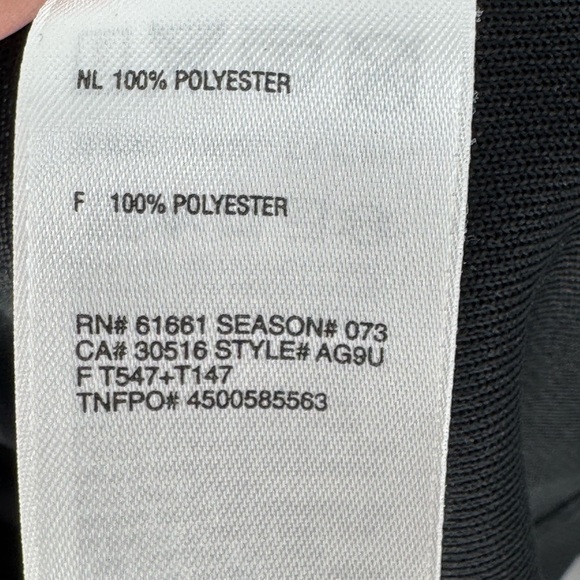 NL 100% POLYESTER
F 100% POLYESTER
RN# 61661 SEASON# 073
CA# 30516 STYLE# AG9U
F T547+T147
TNFPO# 4500585563